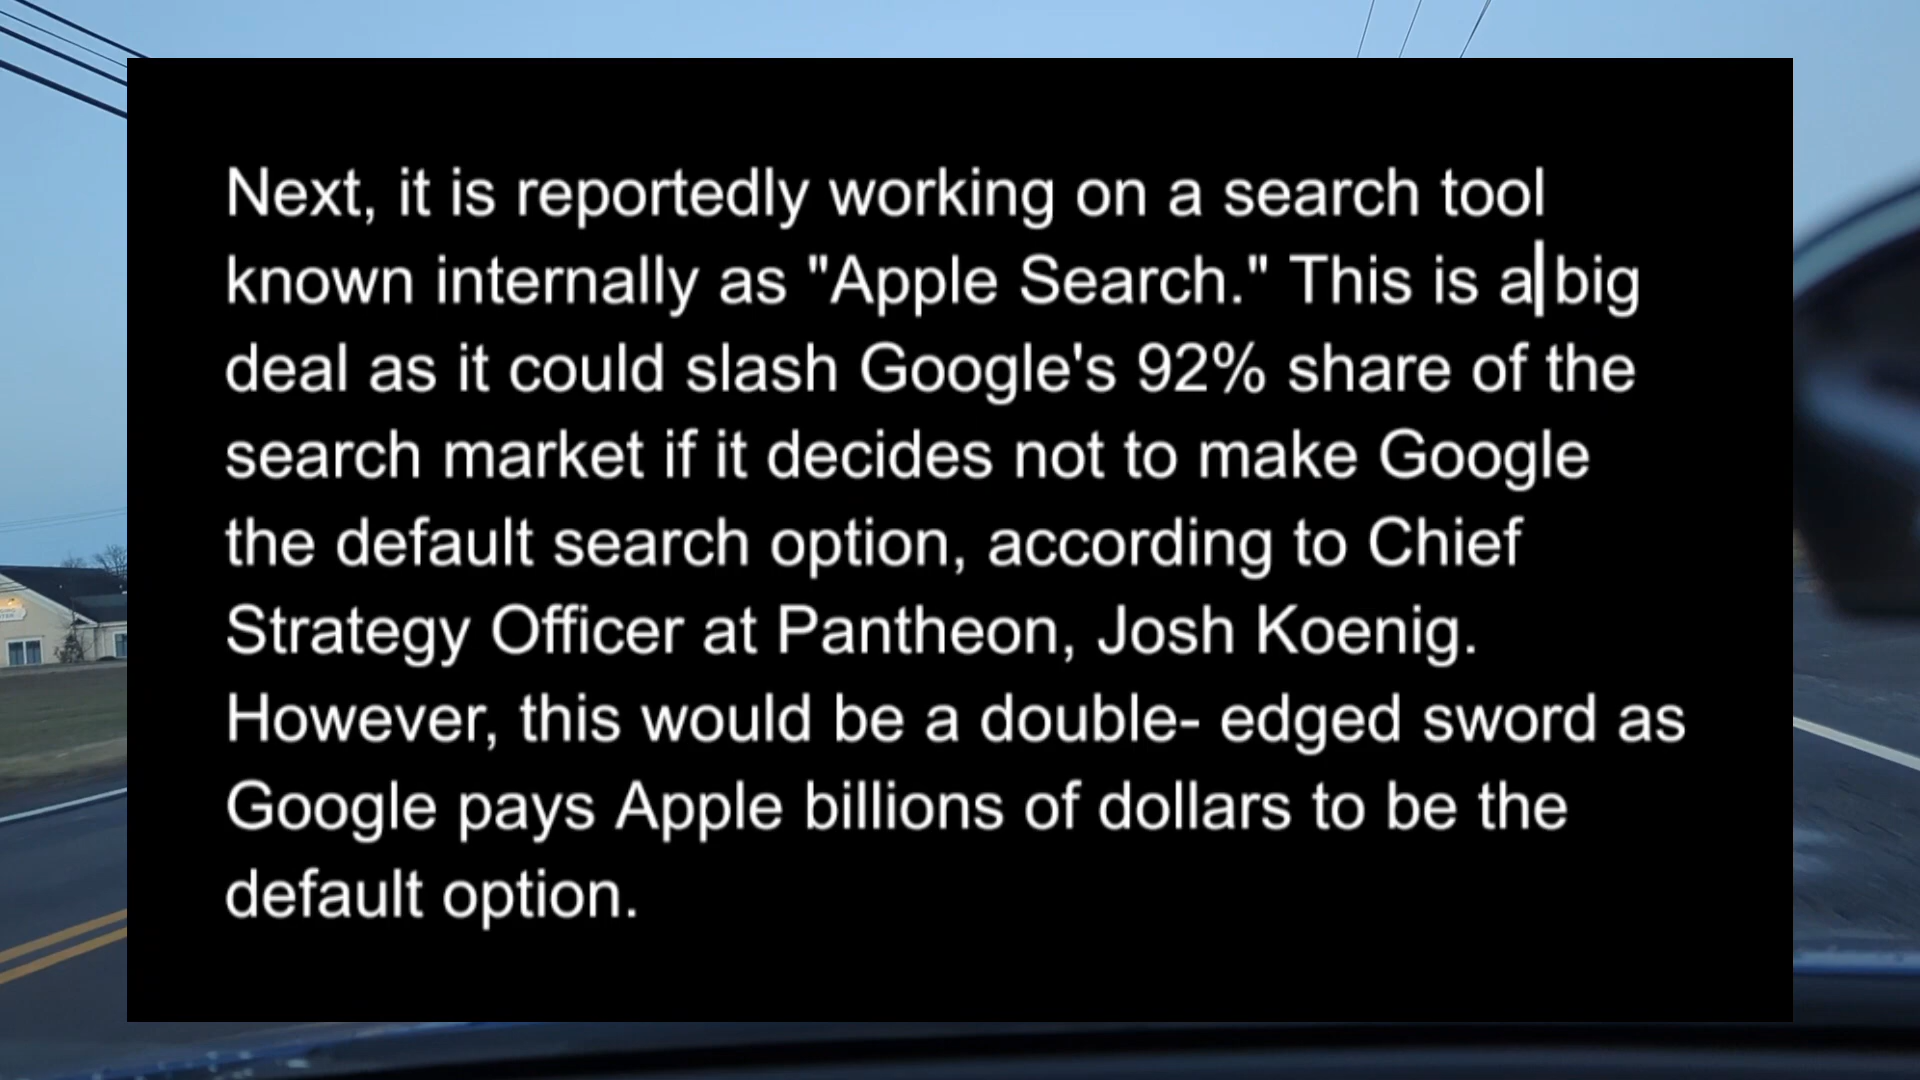 Next, it is reportedly working on a search tool
known internally as "Apple Search." This is a big
deal as it could slash Google's 92% share of the
search market if it decides not to make Google
the default search option, according to Chief
Strategy Officer at Pantheon, Josh Koenig.
However, this would be a double- edged sword as
Google pays Apple billions of dollars to be the
default option.